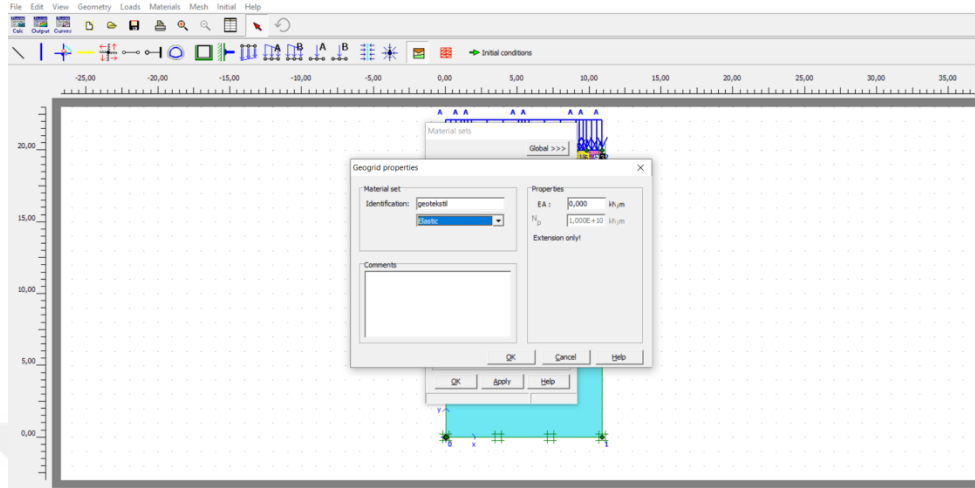 File Edit View Geometry Loads Materials Mesh Initial Help
Calc Output Curves
A B A B Initial conditions
-25,00 -20,00 -15,00 -10,00 -5,00 0,00 5,00 10,00 15,00 20,00 25,00 30,00 35,00
A A A A A A A A
Material sets
20,00
Global >>>
Geogrid properties
Material set
Identification: geotekstil
Elastic
Properties
EA : 0,000 kN/m
Np 1,000E+10 kN/m
Extension only!
15,00
Comments
10,00
OK Cancel Help
5,00
OK Apply Help
y
0,00
0 x 1